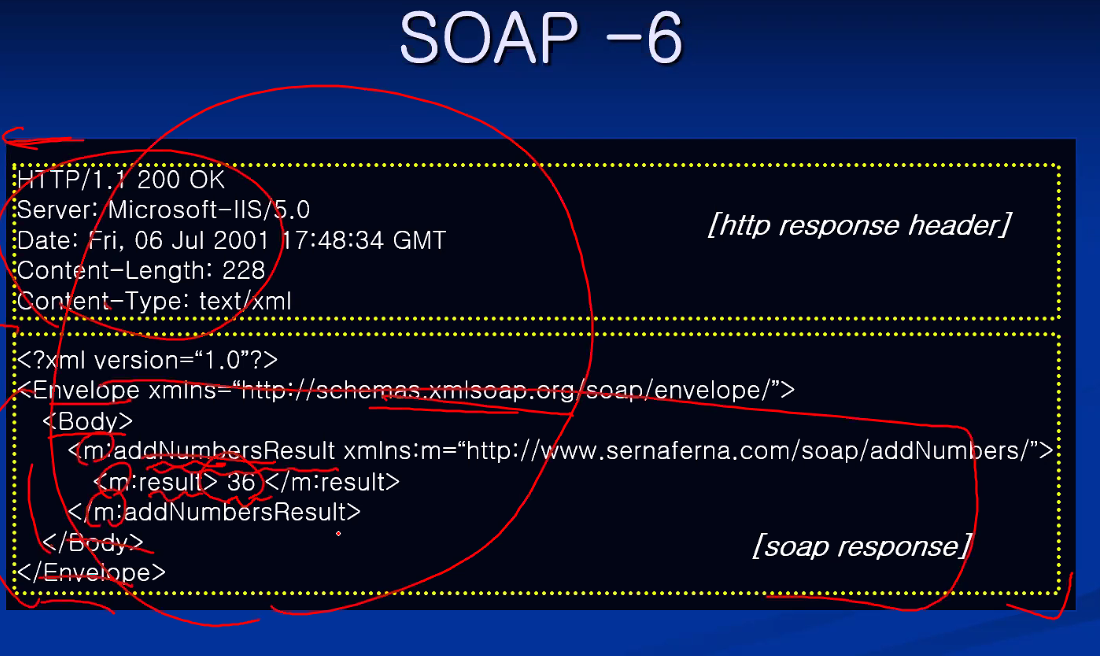 SOAP -6
HTTP/1.1 200 OK
Server: Microsoft-IIS/5.0
[http response header]
Date: Fri, 06 Jul 2001 17:48:34 GMT
Content-Length: 228
Content-Type: text/xml
<?xml version=“1.0”?>
<Envelope xmlns=“http://schemas.xmlsoap.org/soap/envelope/”>
<Body>
<m:addNumbersResult xmlns:m=“http://www.sernaferna.com/soap/addNumbers/”>
<m:result> 36 </m:result>
</m:addNumbersResult>
</Body>
[soap response]
</Envelope>